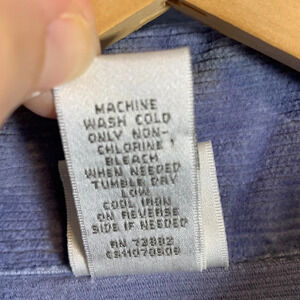 MACHINE
WASH COLD
ONLY NON-
CHLORINE
BLEACH
WHEN NEEDED
TUMBLE DRY
LOW
COOL IRON
ON REVERSE
SIDE IF NEEDED
RN 73882
CS11070509